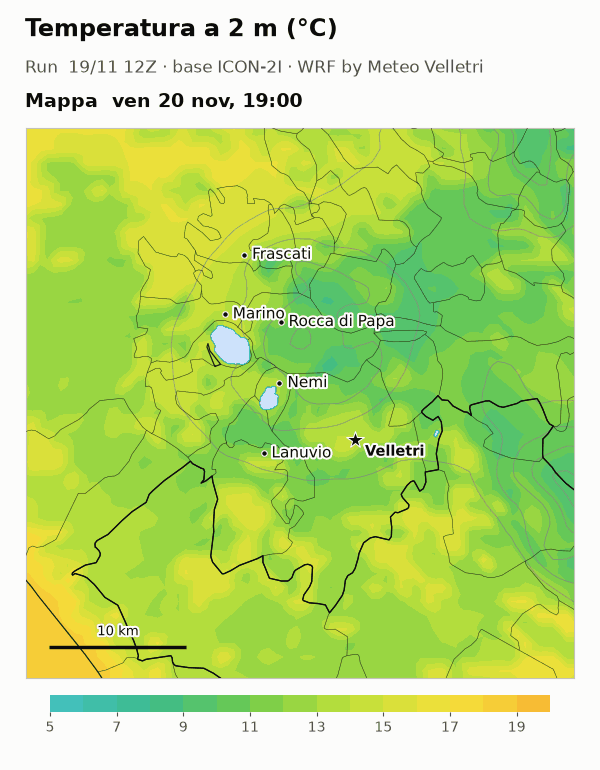 Temperatura a 2 m (°C)
Run  19/11 12Z · base ICON-2I · WRF by Meteo Velletri
Mappa  ven 20 nov, 19:00
Frascati
Marino
Rocca di Papa
Nemi
Velletri
Lanuvio
10 km
5 7 9 11 13 15 17 19